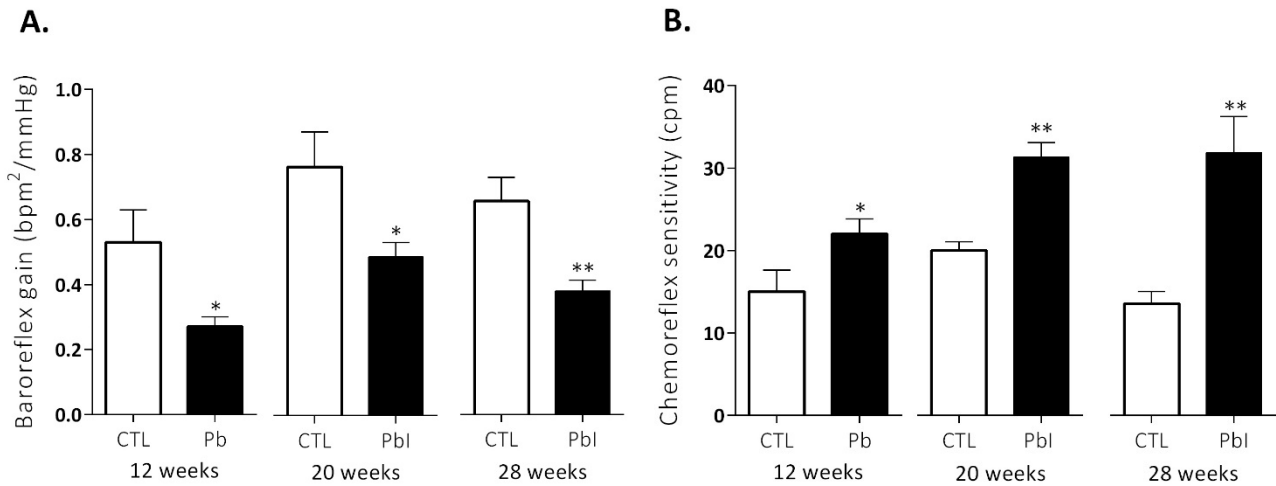 A.
Baroreflex gain (bpm²/mmHg)
1.0
0.8
0.6
0.4
0.2
0.0
*
*
**
CTL Pb CTL PbI CTL PbI
12 weeks 20 weeks 28 weeks
B.
Chemoreflex sensitivity (cpm)
40
30
20
10
0
*
**
**
CTL Pb CTL PbI CTL PbI
12 weeks 20 weeks 28 weeks